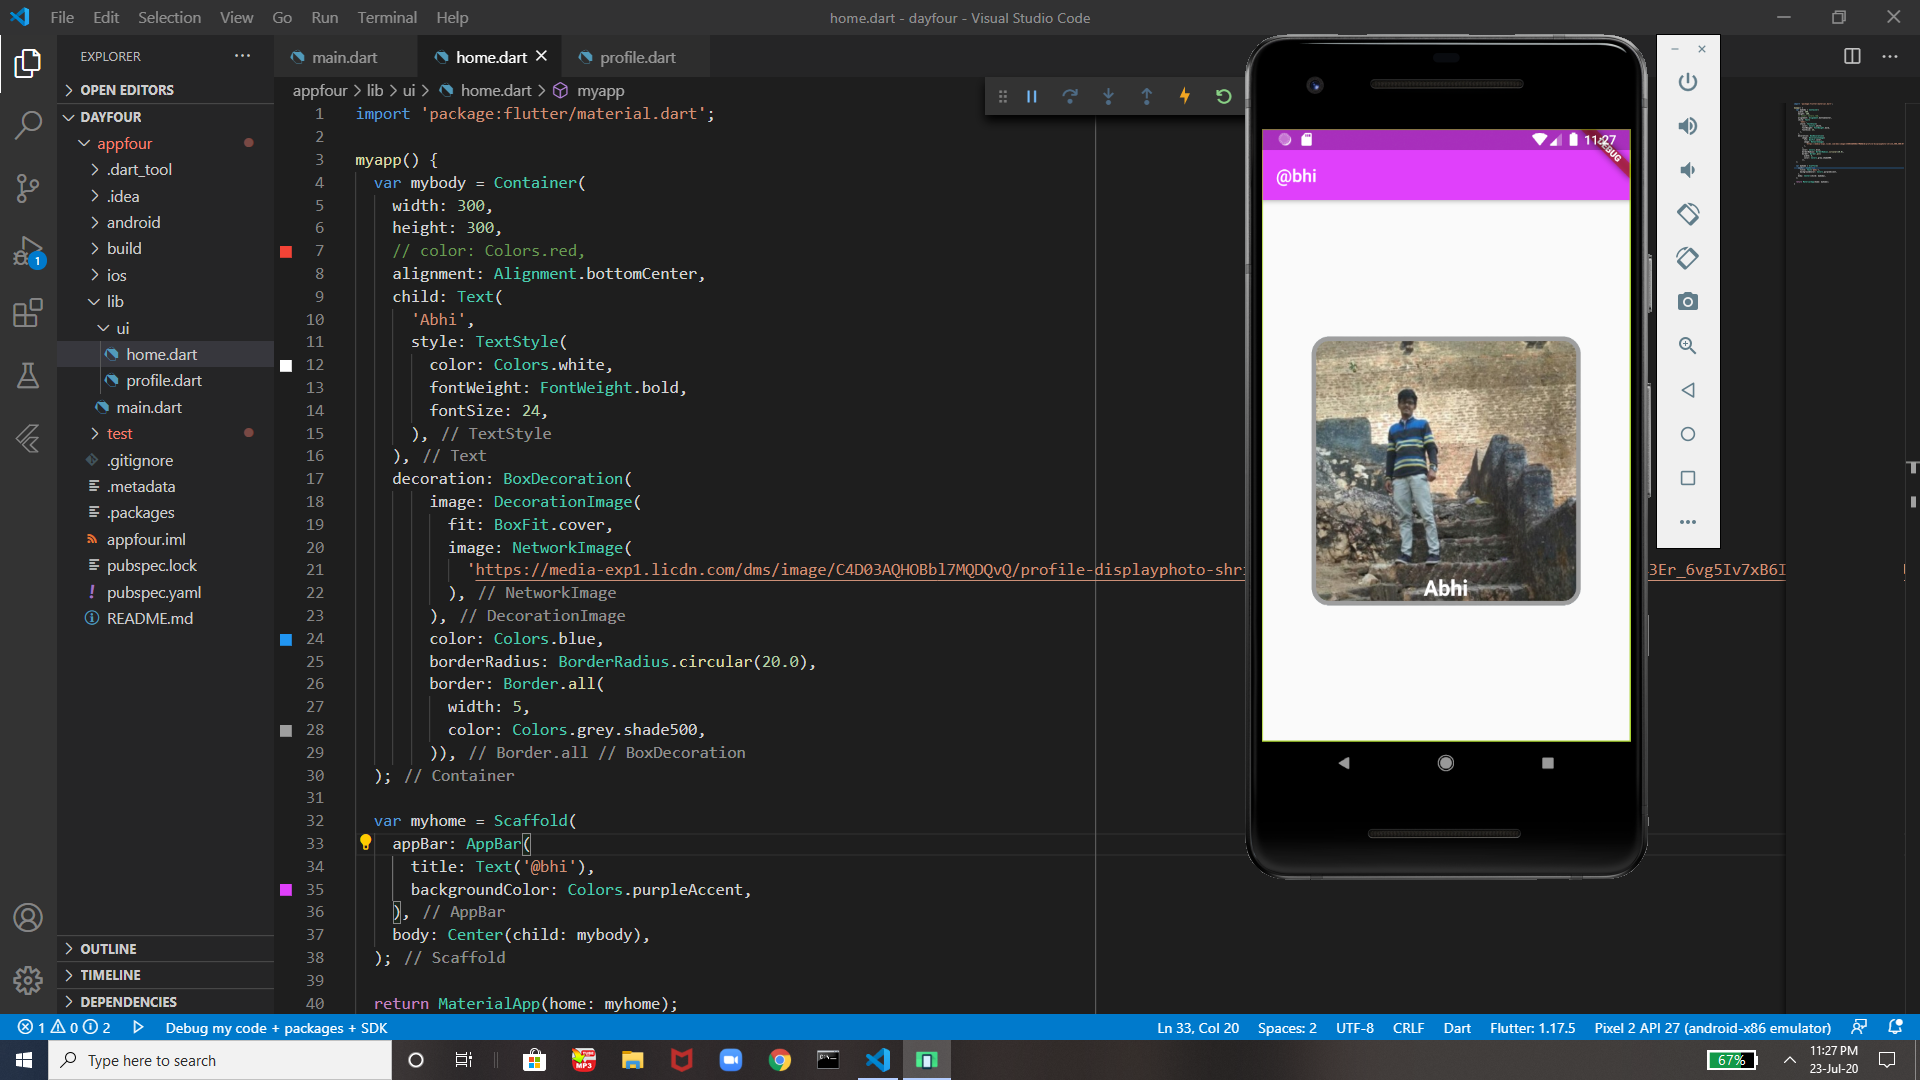 File Edit Selection View Go Run Terminal Help
home.dart - dayfour - Visual Studio Code
EXPLORER
OPEN EDITORS
DAYFOUR
appfour
.dart_tool
.idea
android
build
ios
lib
ui
home.dart
profile.dart
main.dart
test
.gitignore
.metadata
.packages
appfour.iml
pubspec.lock
pubspec.yaml
README.md
OUTLINE
TIMELINE
DEPENDENCIES
1
main.dart home.dart profile.dart
appfour > lib > ui > home.dart > myapp
1 import 'package:flutter/material.dart';
2
3 myapp() {
4 var mybody = Container(
5 width: 300,
6 height: 300,
7 // color: Colors.red,
8 alignment: Alignment.bottomCenter,
9 child: Text(
10 'Abhi',
11 style: TextStyle(
12 color: Colors.white,
13 fontWeight: FontWeight.bold,
14 fontSize: 24,
15 ), // TextStyle
16 ), // Text
17 decoration: BoxDecoration(
18 image: DecorationImage(
19 fit: BoxFit.cover,
20 image: NetworkImage(
21 'https://media-exp1.licdn.com/dms/image/C4D03AQHOBbl7MQDQvQ/profile-displayphoto-shri 3Er_6vg5Iv7xB6I
22 ), // NetworkImage
23 ), // DecorationImage
24 color: Colors.blue,
25 borderRadius: BorderRadius.circular(20.0),
26 border: Border.all(
27 width: 5,
28 color: Colors.grey.shade500,
29 )), // Border.all // BoxDecoration
30 ); // Container
31
32 var myhome = Scaffold(
33 appBar: AppBar(
34 title: Text('@bhi'),
35 backgroundColor: Colors.purpleAccent,
36 ), // AppBar
37 body: Center(child: mybody),
38 ); // Scaffold
39
40 return MaterialApp(home: myhome);
11:27
DEBUG
@bhi
Abhi
1 0 2 Debug my code + packages + SDK
Ln 33, Col 20 Spaces: 2 UTF-8 CRLF Dart Flutter: 1.17.5 Pixel 2 API 27 (android-x86 emulator)
Type here to search
MP3
67%
11:27 PM
23-Jul-20